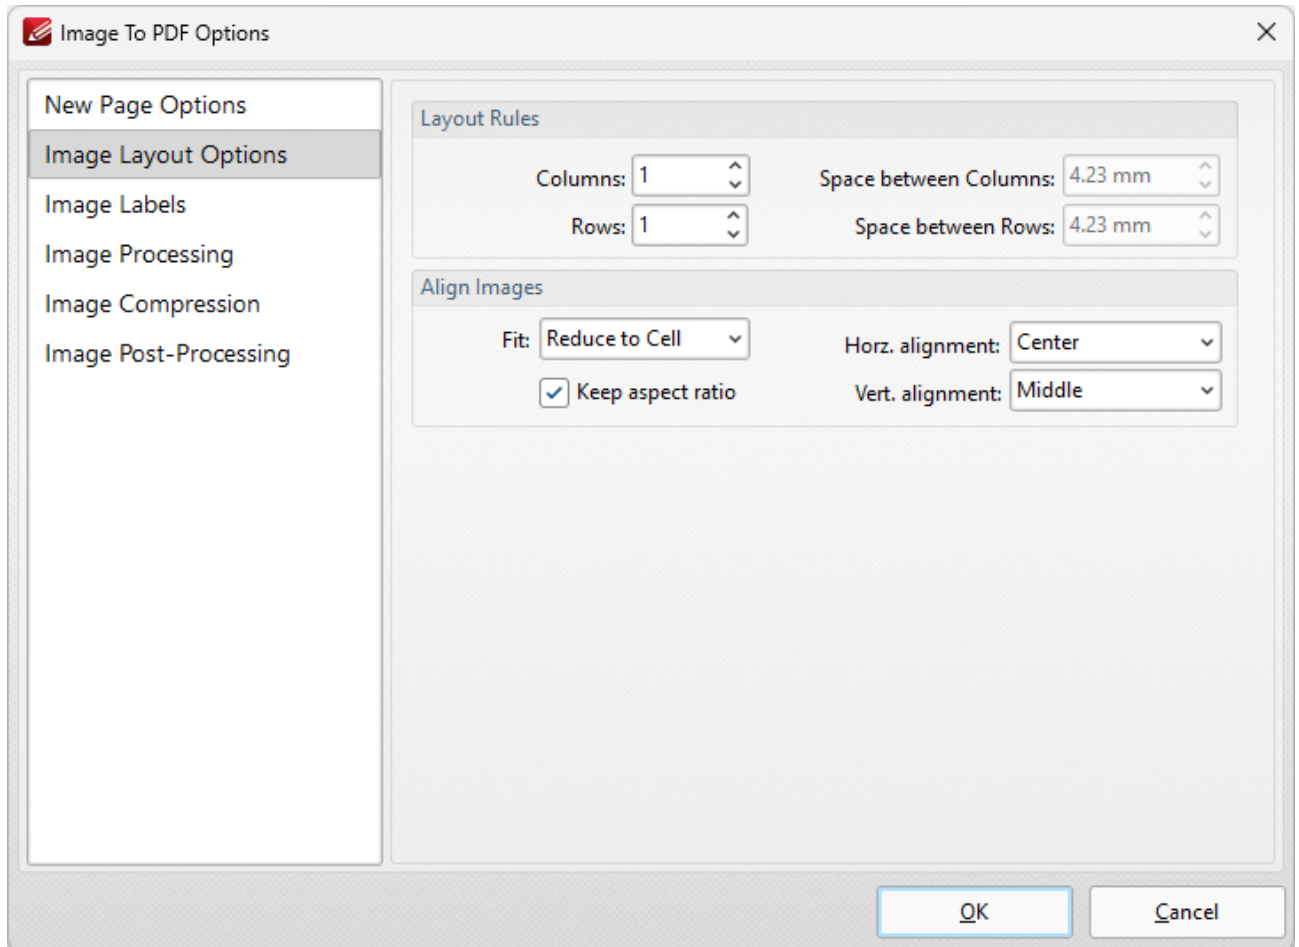 Image To PDF Options
New Page Options
Image Layout Options
Image Labels
Image Processing
Image Compression
Image Post-Processing
Layout Rules
Columns: 1 Space between Columns: 4.23 mm
Rows: 1 Space between Rows: 4.23 mm
Align Images
Fit: Reduce to Cell Horz. alignment: Center
Keep aspect ratio Vert. alignment: Middle
OK Cancel